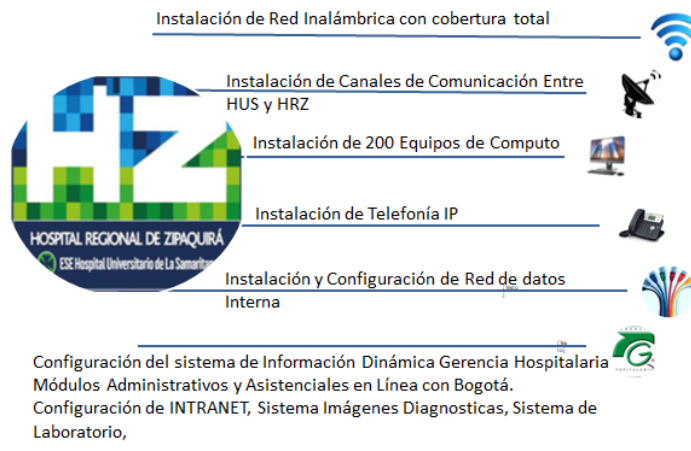 Instalación de Red Inalámbrica con cobertura total
Instalación de Canales de Comunicación Entre
HUS y HRZ
Instalación de 200 Equipos de Computo
HZ
HOSPITAL REGIONAL DE ZIPAQUIRÁ
ESE Hospital Universitario de La Samaritan
Instalación de Telefonía IP
Instalación y Configuración de Red de datos
Interna
Configuración del sistema de Información Dinámica Gerencia Hospitalaria
Módulos Administrativos y Asistenciales en Línea con Bogotá.
Configuración de INTRANET, Sistema Imágenes Diagnosticas, Sistema de
Laboratorio,